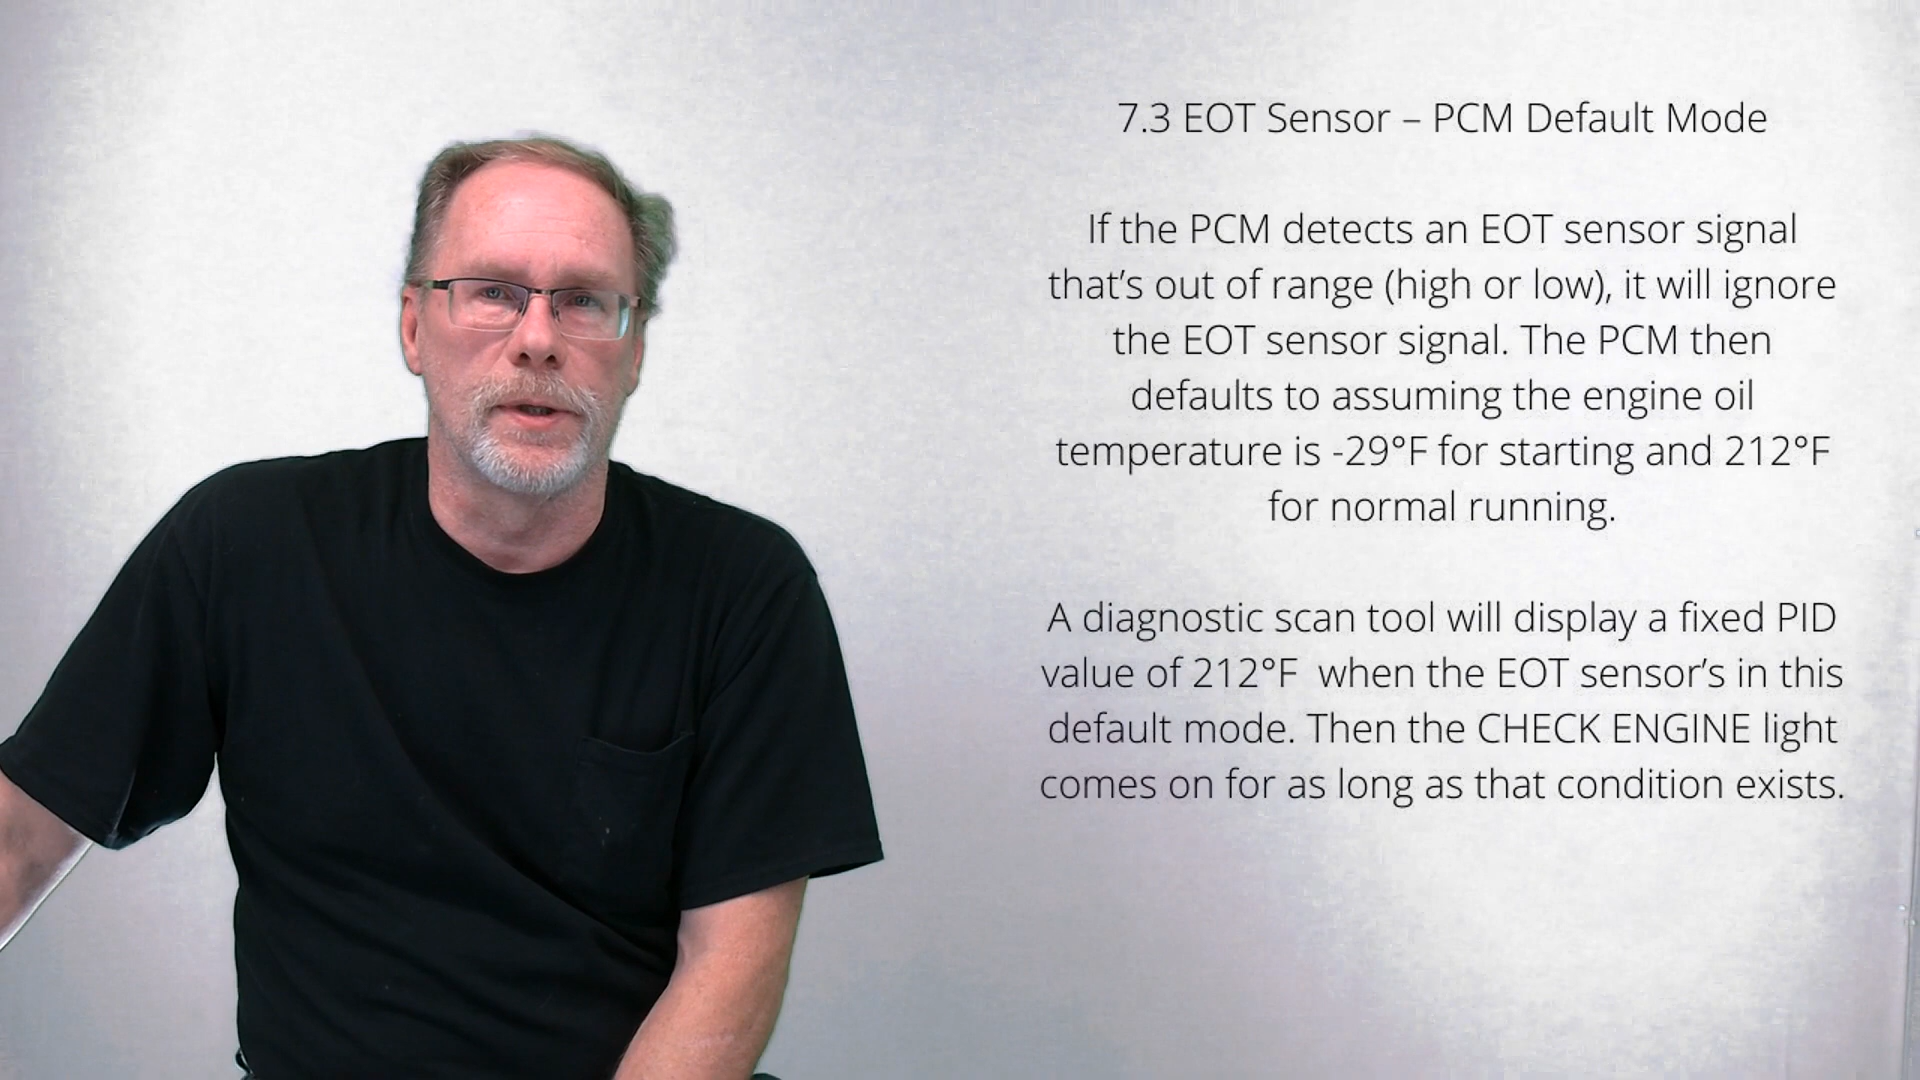 7.3 EOT Sensor – PCM Default Mode
If the PCM detects an EOT sensor signal
that’s out of range (high or low), it will ignore
the EOT sensor signal. The PCM then
defaults to assuming the engine oil
temperature is -29°F for starting and 212°F
for normal running.
A diagnostic scan tool will display a fixed PID
value of 212°F  when the EOT sensor’s in this
default mode. Then the CHECK ENGINE light
comes on for as long as that condition exists.